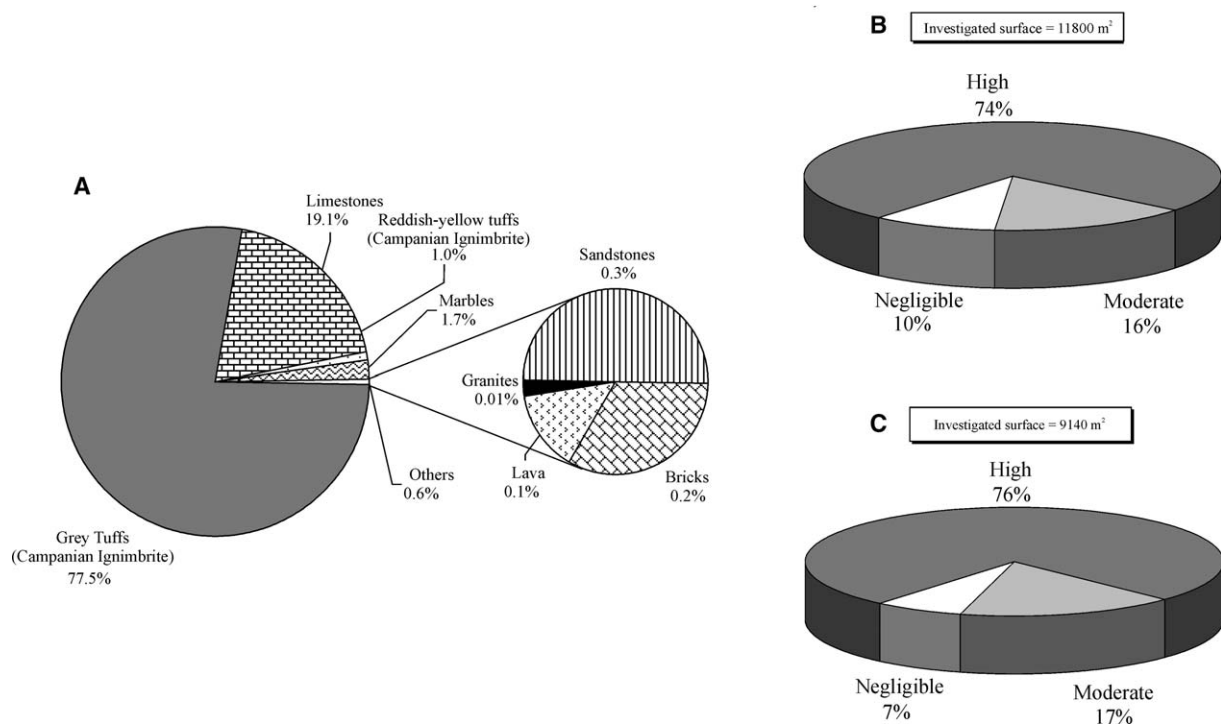 A
Limestones
19.1%
Reddish-yellow tuffs
(Campanian Ignimbrite)
1.0%
Marbles
1.7%
Others
0.6%
Grey Tuffs
(Campanian Ignimbrite)
77.5%
Sandstones
0.3%
Granites
0.01%
Lava
0.1%
Bricks
0.2%
B
Investigated surface = 11800 m²
High
74%
Negligible
10%
Moderate
16%
C
Investigated surface = 9140 m²
High
76%
Negligible
7%
Moderate
17%